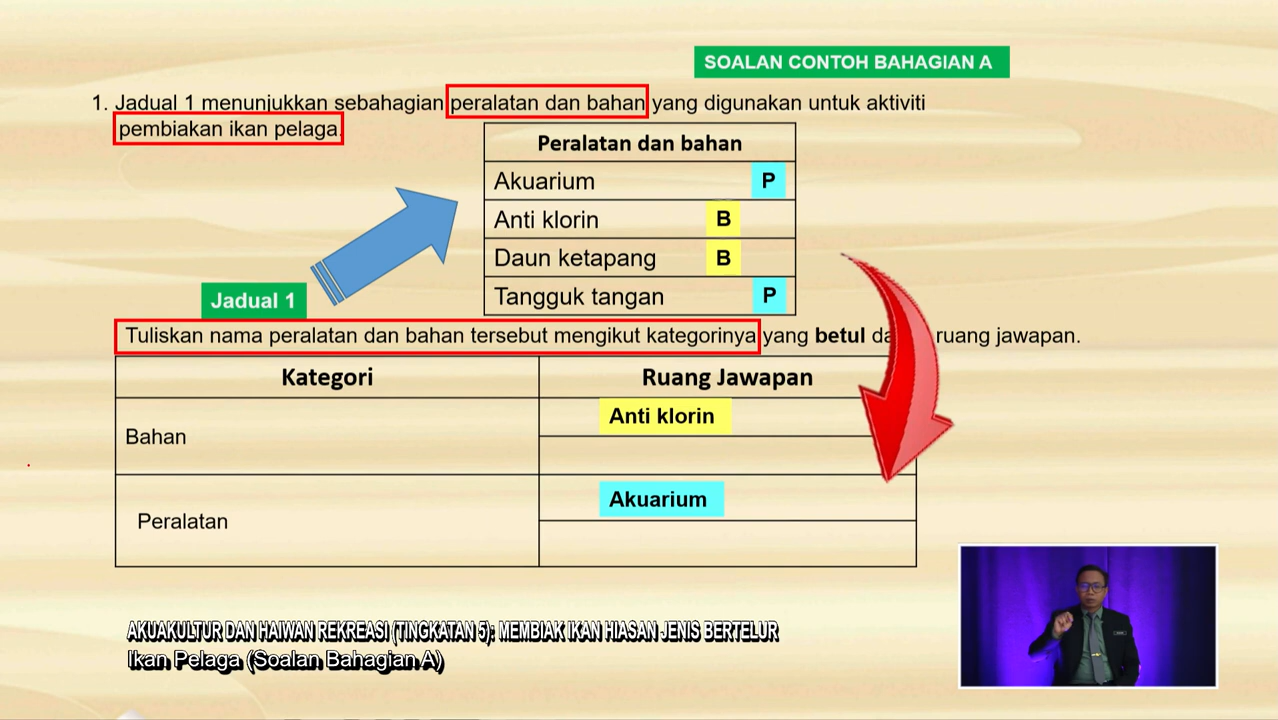 SOALAN CONTOH BAHAGIAN A
1. Jadual 1 menunjukkan sebahagian peralatan dan bahan yang digunakan untuk aktiviti
pembiakan ikan pelaga.
Peralatan dan bahan
Akuarium P
Anti klorin B
Daun ketapang B
Tangguk tangan P
Jadual 1
Tuliskan nama peralatan dan bahan tersebut mengikut kategorinya yang betul da ruang jawapan.
Kategori Ruang Jawapan
Bahan
Anti klorin
Peralatan
Akuarium
AKUAKULTUR DAN HAIWAN REKREASI (TINGKATAN 5): MEMBIAK IKAN HIASAN JENIS BERTELUR
Ikan Pelaga (Soalan Bahagian A)